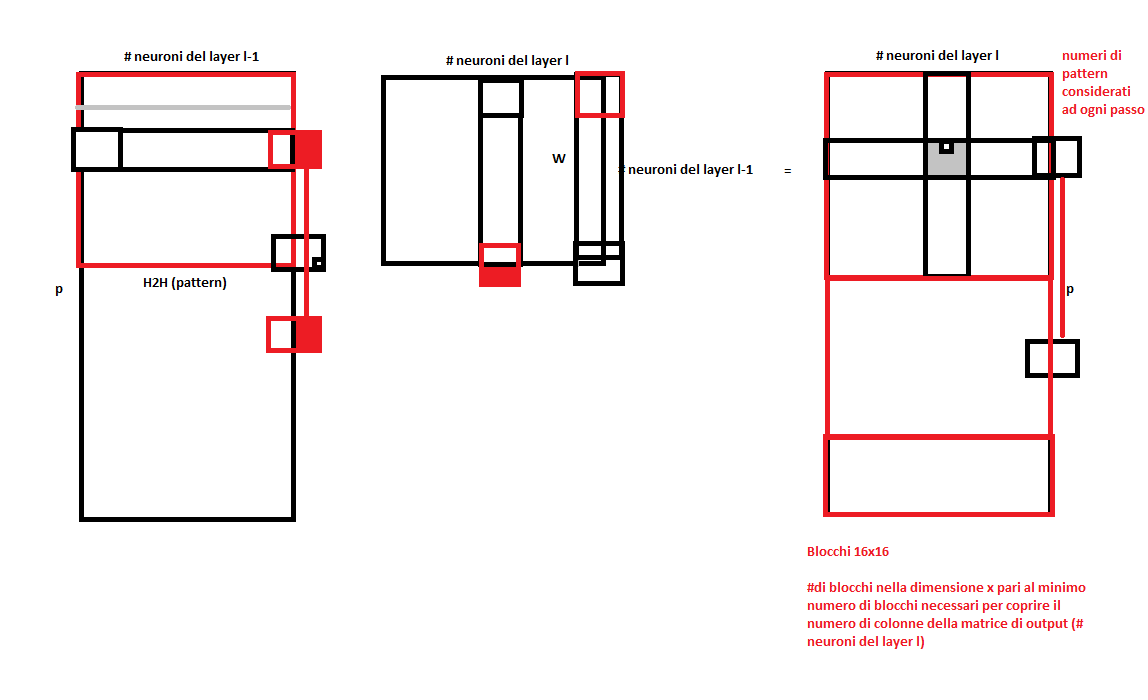 # neuroni del layer l-1
# neuroni del layer l
# neuroni del layer l
numeri di
pattern
considerati
ad ogni passo
W
# neuroni del layer l-1
=
H2H (pattern)
p
p
Blocchi 16x16
#di blocchi nella dimensione x pari al minimo
numero di blocchi necessari per coprire il
numero di colonne della matrice di output (#
neuroni del layer l)